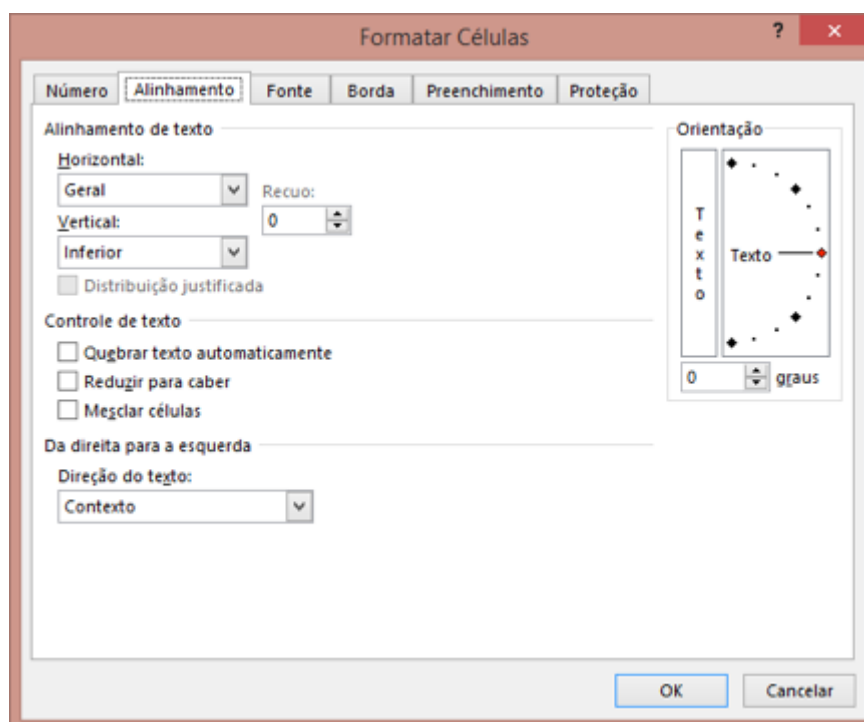 Formatar Células
? ×
Número Alinhamento Fonte Borda Preenchimento Proteção
Alinhamento de texto
Horizontal:
Geral
Recuo:
Vertical:
0
Inferior
Distribuição justificada
Controle de texto
Quebrar texto automaticamente
Reduzir para caber
Mesclar células
Da direita para a esquerda
Direção do texto:
Contexto
Orientação
Texto
Texto
0 graus
OK Cancelar